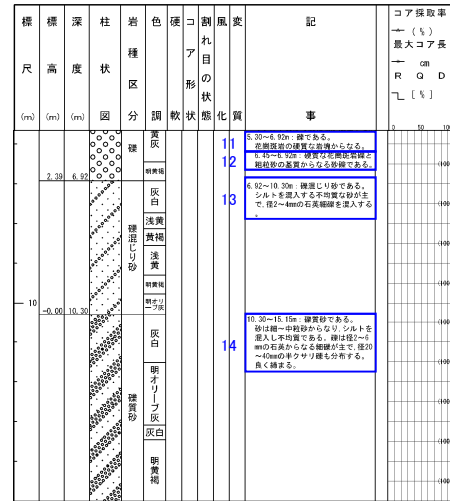 標尺(m)
標高(m)
深度(m)
柱状図
岩種区分
色調
硬軟
コア形状
割れ目の状態
風化
変質
記事
コア採取率
(%)
最大コア長
cm
RQD
[%]
0 50 (100
2.39 6.92
10
-0.00 10.30
礫
礫混じり砂
礫質砂
黄灰
明黄褐
灰白
浅黄
黄褐
浅黄
明黄褐
明オリーブ灰
灰白
明オリーブ灰
灰白
明黄褐
11
5.30～6.92m：礫である。
花崗斑岩の硬質な岩塊からなる。
12
6.45～6.92m：硬質な花崗斑岩礫と
粗粒砂の基質からなる砂礫である。
13
6.92～10.30m：礫混じり砂である。
シルトを混入する不均質な砂が主
で、径2～4mmの石英細礫を混入する
。
14
10.30～15.15m：礫質砂である。
砂は細～中粒砂からなり、シルトを
混入し不均質である。礫は径2～6
mmの石英からなる細礫が主で、径20
～40mmの半クサリ礫も分布する。
良く締まる。
(100
(100
(100
(100
(100
(100
(100